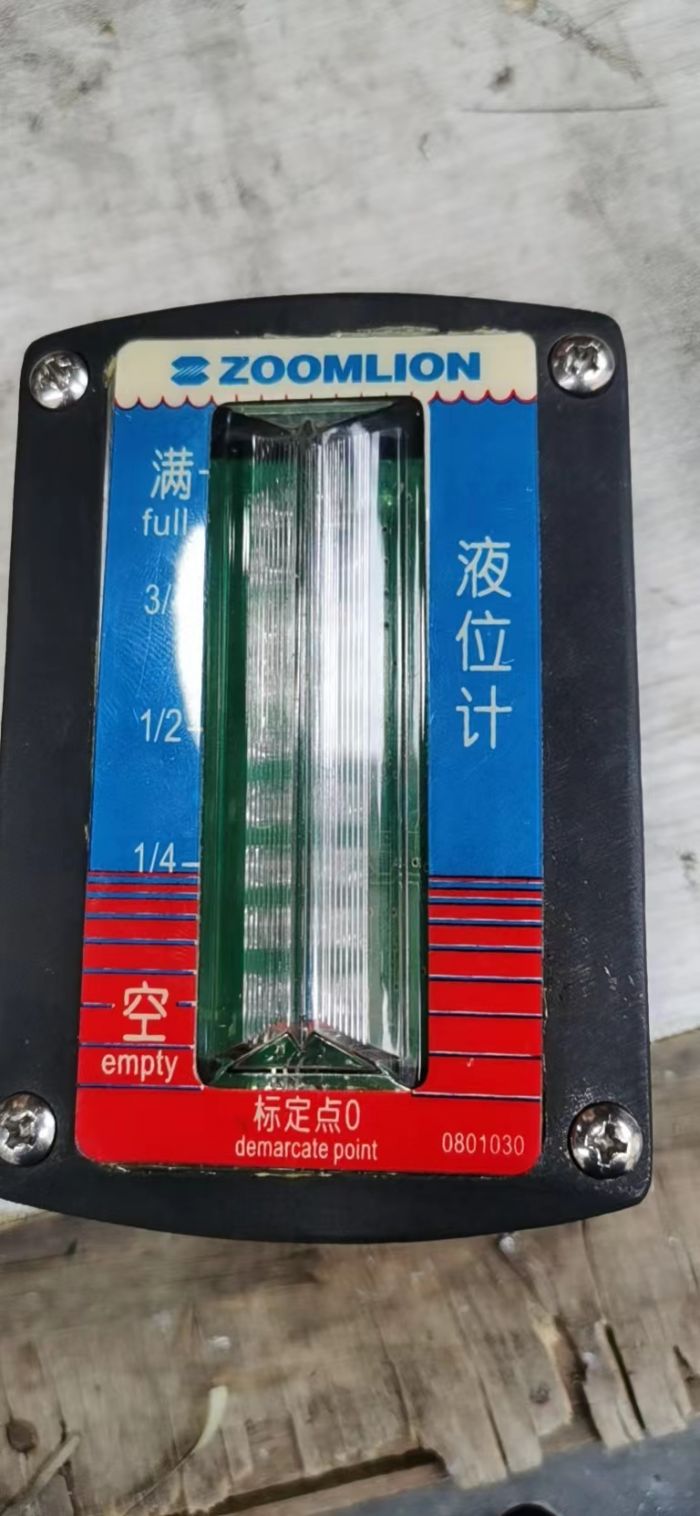 ZOOMLION
满
full
3/
1/2
1/4
空
empty
液位计
标定点0
demarcate point
0801030